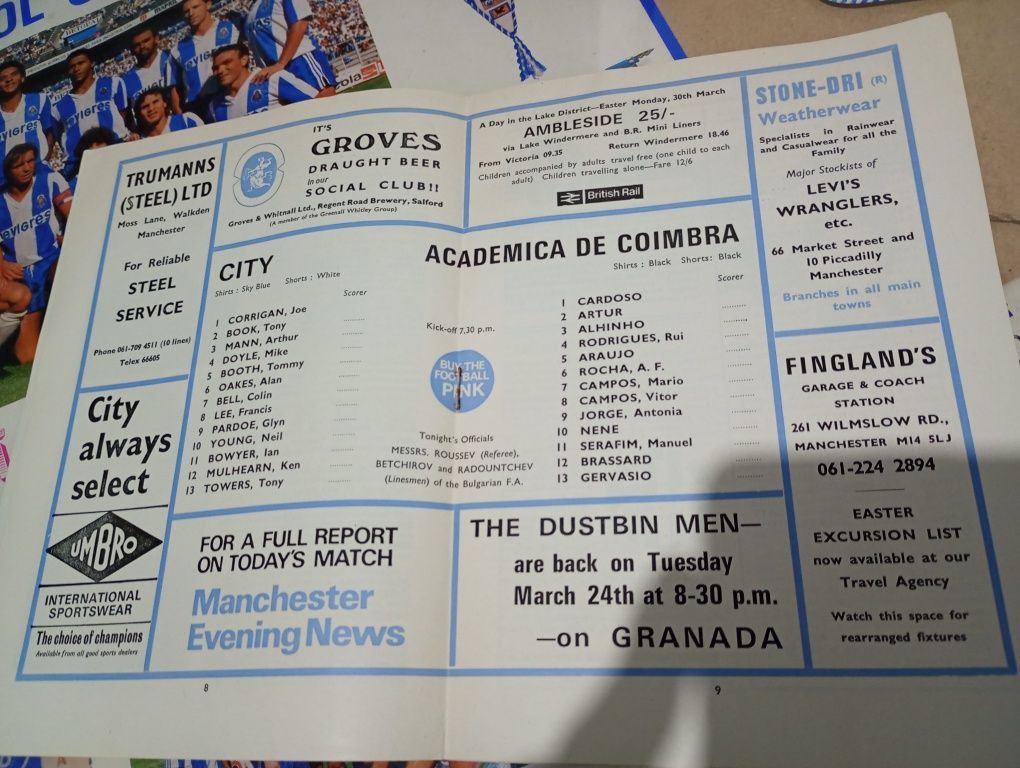 TRUMANNS
(STEEL) LTD
Moss Lane, Walkden
Manchester
For Reliable
STEEL
SERVICE
Phone 061-709 4511 (10 lines)
Telex 66605
IT'S
GROVES
DRAUGHT BEER
in our
SOCIAL CLUB!!
Groves & Whitnall Ltd., Regent Road Brewery, Salford
(A member of the Greenall Whitley Group)
A Day in the Lake District—Easter Monday, 30th March
AMBLESIDE 25/-
via Lake Windermere and B.R. Mini Liners
From Victoria 09.35 Return Windermere 18.46
Children accompanied by adults travel free (one child to each
adult) Children travelling alone—Fare 12/6
British Rail
STONE-DRI (R)
Weatherwear
Specialists in Rainwear
and Casualwear for all the
Family
Major Stockists of
LEVI'S
WRANGLERS,
etc.
66 Market Street and
10 Piccadilly
Manchester
Branches in all main
towns
CITY
Shirts : Sky Blue Shorts : White
Scorer
1 CORRIGAN, Joe ..........
2 BOOK, Tony
3 MANN, Arthur ..........
4 DOYLE, Mike ..........
5 BOOTH, Tommy ..........
6 OAKES, Alan ..........
7 BELL, Colin ..........
8 LEE, Francis ..........
9 PARDOE, Glyn ..........
10 YOUNG, Neil ..........
11 BOWYER, Ian ..........
12 MULHEARN, Ken ..........
13 TOWERS, Tony
Kick-off 7.30 p.m.
BUY THE
FOOTBALL
PINK
Tonight's Officials
MESSRS. ROUSSEV (Referee),
BETCHIROV and RADOUNTCHEV
(Linesmen) of the Bulgarian F.A.
ACADEMICA DE COIMBRA
Shirts : Black Shorts: Black
Scorer
1 CARDOSO ..........
2 ARTUR ..........
3 ALHINHO ..........
4 RODRIGUES, Rui ..........
5 ARAUJO ..........
6 ROCHA, A. F. ..........
7 CAMPOS, Mario ..........
8 CAMPOS, Vitor ..........
9 JORGE, Antonia ..........
10 NENE ..........
11 SERAFIM, Manuel ..........
12 BRASSARD ..........
13 GERVASIO ..........
City
always
select
UMBRO
INTERNATIONAL
SPORTSWEAR
The choice of champions
Available from all good sports dealers
FOR A FULL REPORT
ON TODAY'S MATCH
Manchester
Evening News
THE DUSTBIN MEN—
are back on Tuesday
March 24th at 8-30 p.m.
—on GRANADA
FINGLAND'S
GARAGE & COACH
STATION
261 WILMSLOW RD.,
MANCHESTER M14 5LJ
061-224 2894
EASTER
EXCURSION LIST
now available at our
Travel Agency
Watch this space for
rearranged fixtures
8
9